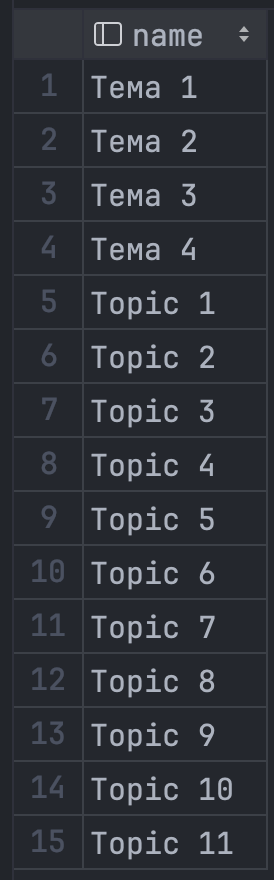 name
1 Тема 1
2 Тема 2
3 Тема 3
4 Тема 4
5 Topic 1
6 Topic 2
7 Topic 3
8 Topic 4
9 Topic 5
10 Topic 6
11 Topic 7
12 Topic 8
13 Topic 9
14 Topic 10
15 Topic 11